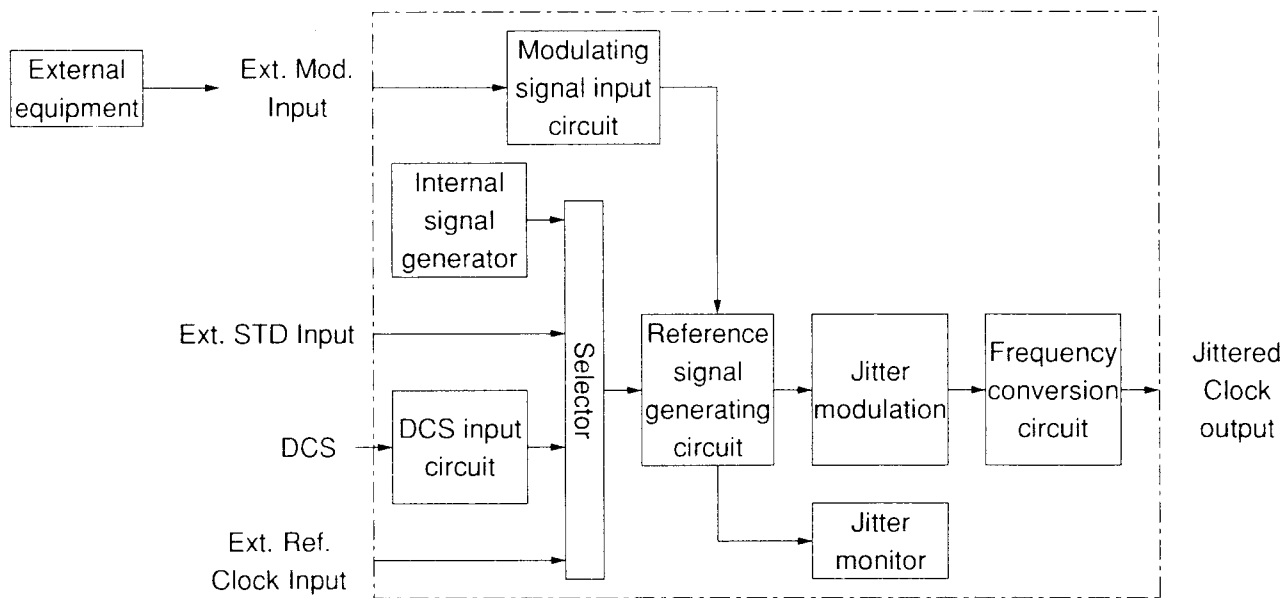 External
equipment
Ext. Mod.
Input
Modulating
signal input
circuit
Internal
signal
generator
Ext. STD Input
DCS
DCS input
circuit
Ext. Ref.
Clock Input
Selector
Reference
signal
generating
circuit
Jitter
modulation
Frequency
conversion
circuit
Jittered
Clock
output
Jitter
monitor